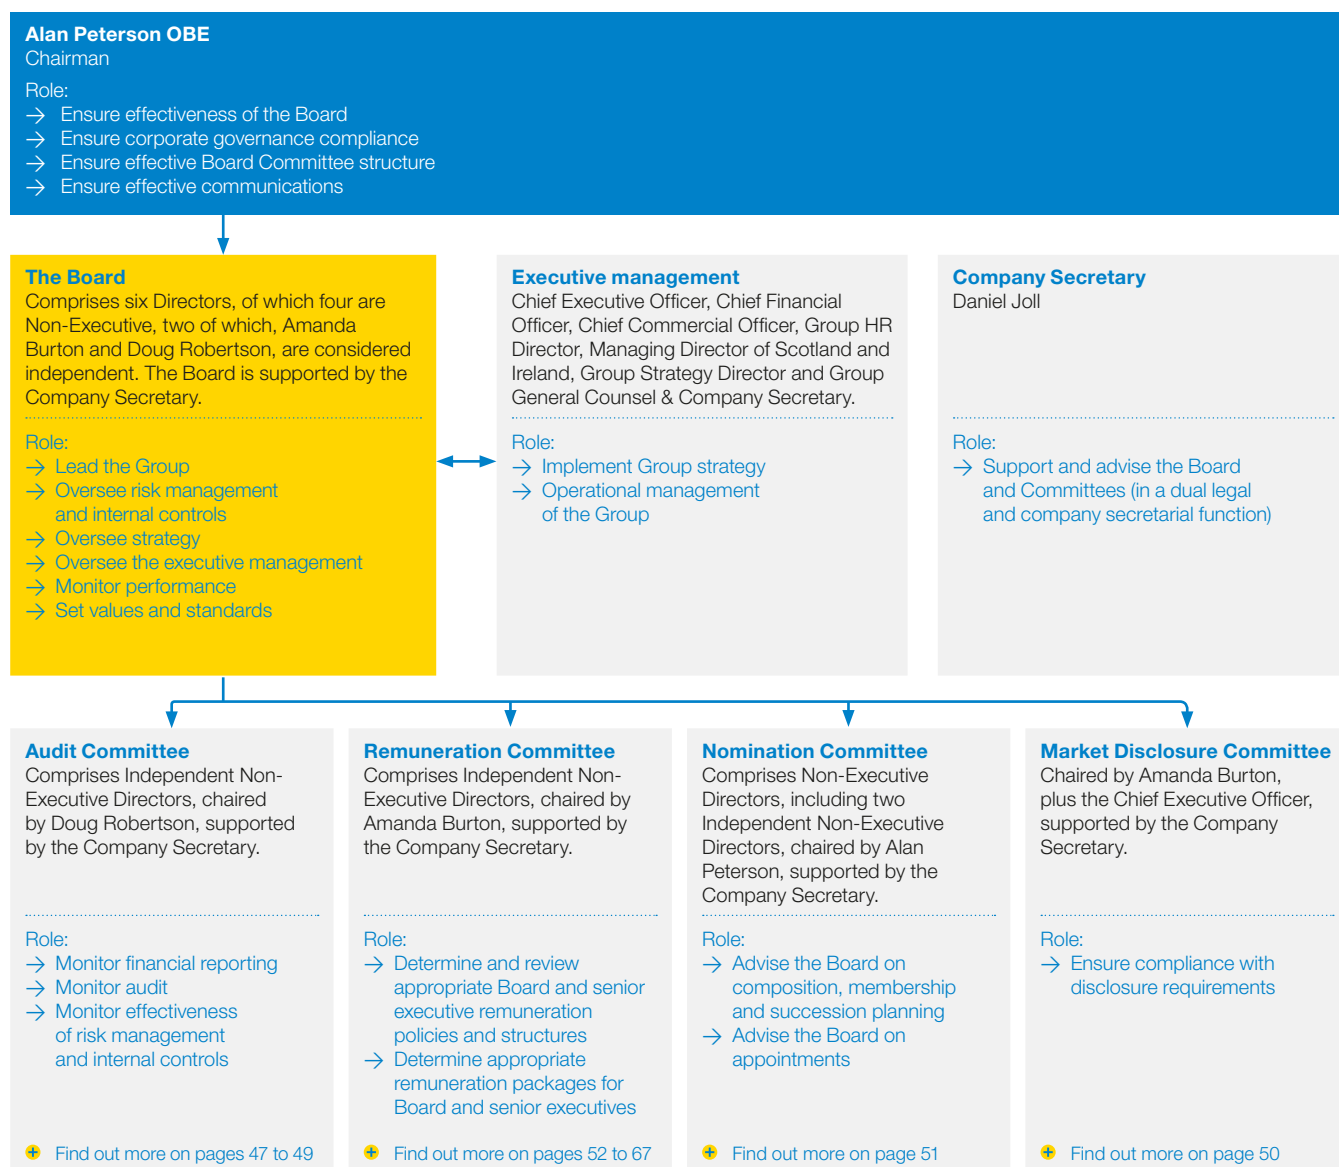 Alan Peterson OBE
Chairman
Role:
→ Ensure effectiveness of the Board
→ Ensure corporate governance compliance
→ Ensure effective Board Committee structure
→ Ensure effective communications
The Board
Comprises six Directors, of which four are
Non-Executive, two of which, Amanda
Burton and Doug Robertson, are considered
independent. The Board is supported by the
Company Secretary.
Role:
→ Lead the Group
→ Oversee risk management
and internal controls
→ Oversee strategy
→ Oversee the executive management
→ Monitor performance
→ Set values and standards
Executive management
Chief Executive Officer, Chief Financial
Officer, Chief Commercial Officer, Group HR
Director, Managing Director of Scotland and
Ireland, Group Strategy Director and Group
General Counsel & Company Secretary.
Role:
→ Implement Group strategy
→ Operational management
of the Group
Company Secretary
Daniel Joll
Role:
→ Support and advise the Board
and Committees (in a dual legal
and company secretarial function)
Audit Committee
Comprises Independent Non-
Executive Directors, chaired
by Doug Robertson, supported
by the Company Secretary.
Role:
→ Monitor financial reporting
→ Monitor audit
→ Monitor effectiveness
of risk management
and internal controls
+ Find out more on pages 47 to 49
Remuneration Committee
Comprises Independent Non-
Executive Directors, chaired by
Amanda Burton, supported by
the Company Secretary.
Role:
→ Determine and review
appropriate Board and senior
executive remuneration
policies and structures
→ Determine appropriate
remuneration packages for
Board and senior executives
+ Find out more on pages 52 to 67
Nomination Committee
Comprises Non-Executive
Directors, including two
Independent Non-Executive
Directors, chaired by Alan
Peterson, supported by the
Company Secretary.
Role:
→ Advise the Board on
composition, membership
and succession planning
→ Advise the Board on
appointments
+ Find out more on page 51
Market Disclosure Committee
Chaired by Amanda Burton,
plus the Chief Executive Officer,
supported by the Company
Secretary.
Role:
→ Ensure compliance with
disclosure requirements
+ Find out more on page 50